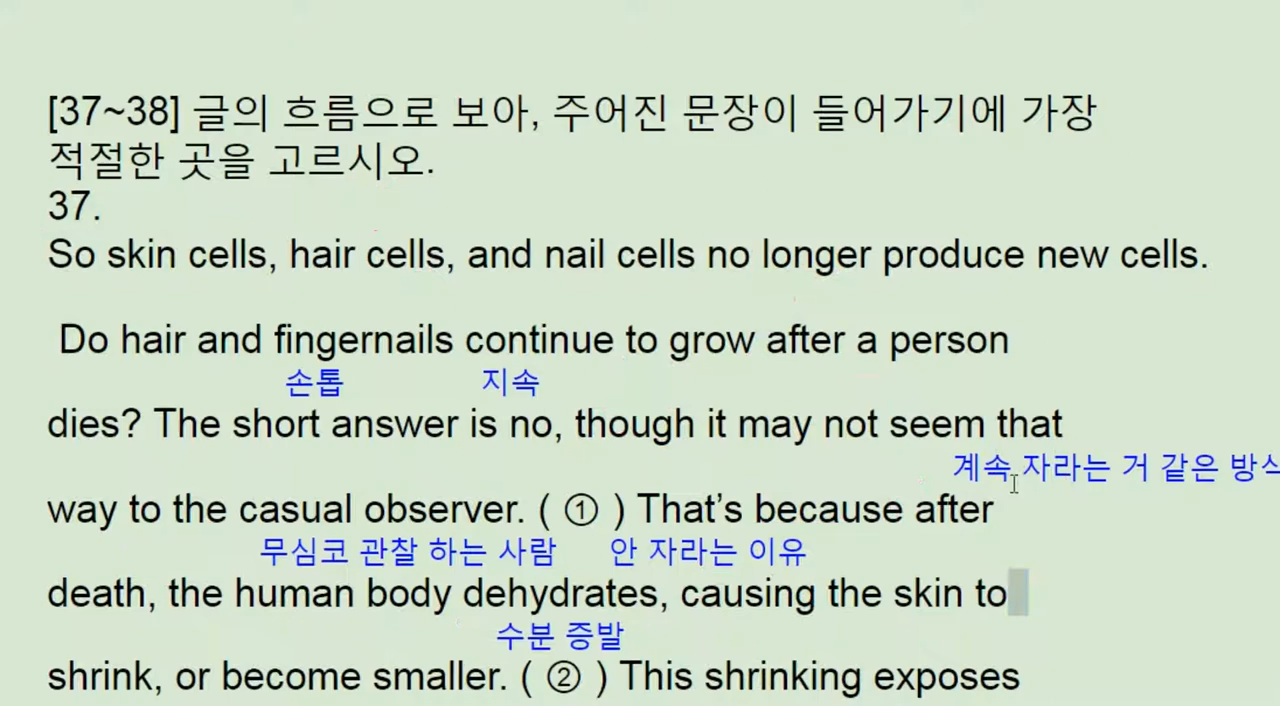 [37~38] 글의 흐름으로 보아, 주어진 문장이 들어가기에 가장
적절한 곳을 고르시오.
37.
So skin cells, hair cells, and nail cells no longer produce new cells.
Do hair and fingernails continue to grow after a person
손톱 지속
dies? The short answer is no, though it may not seem that
계속 자라는 거 같은 방식
way to the casual observer. ( ① ) That’s because after
무심코 관찰 하는 사람 안 자라는 이유
death, the human body dehydrates, causing the skin to
수분 증발
shrink, or become smaller. ( ② ) This shrinking exposes